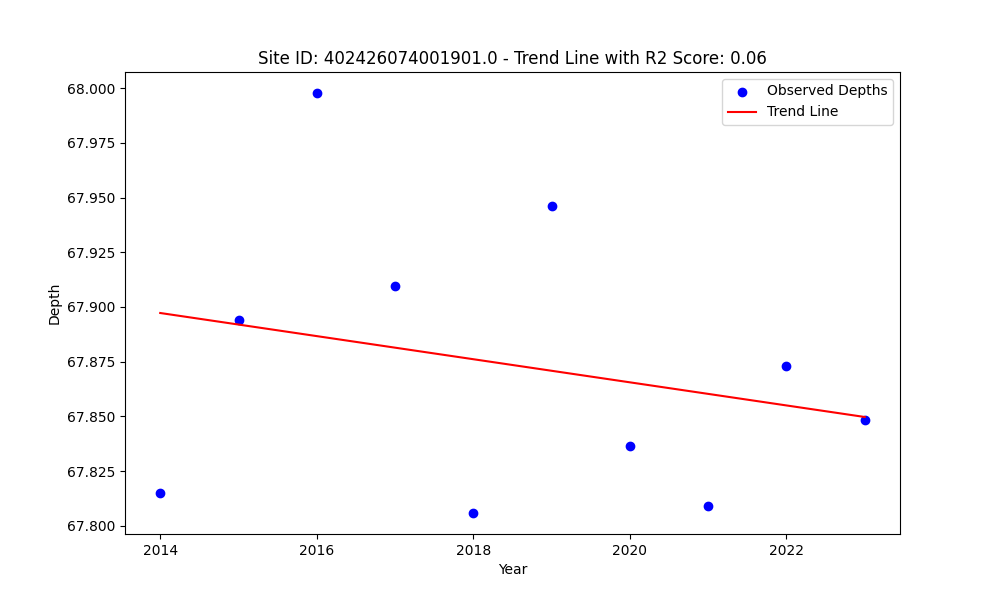 Site ID: 402426074001901.0 - Trend Line with R2 Score: 0.06
Observed Depths
Trend Line
68.000
67.975
67.950
67.925
67.900
67.875
67.850
67.825
67.800
Depth
2014
2016
2018
2020
2022
Year